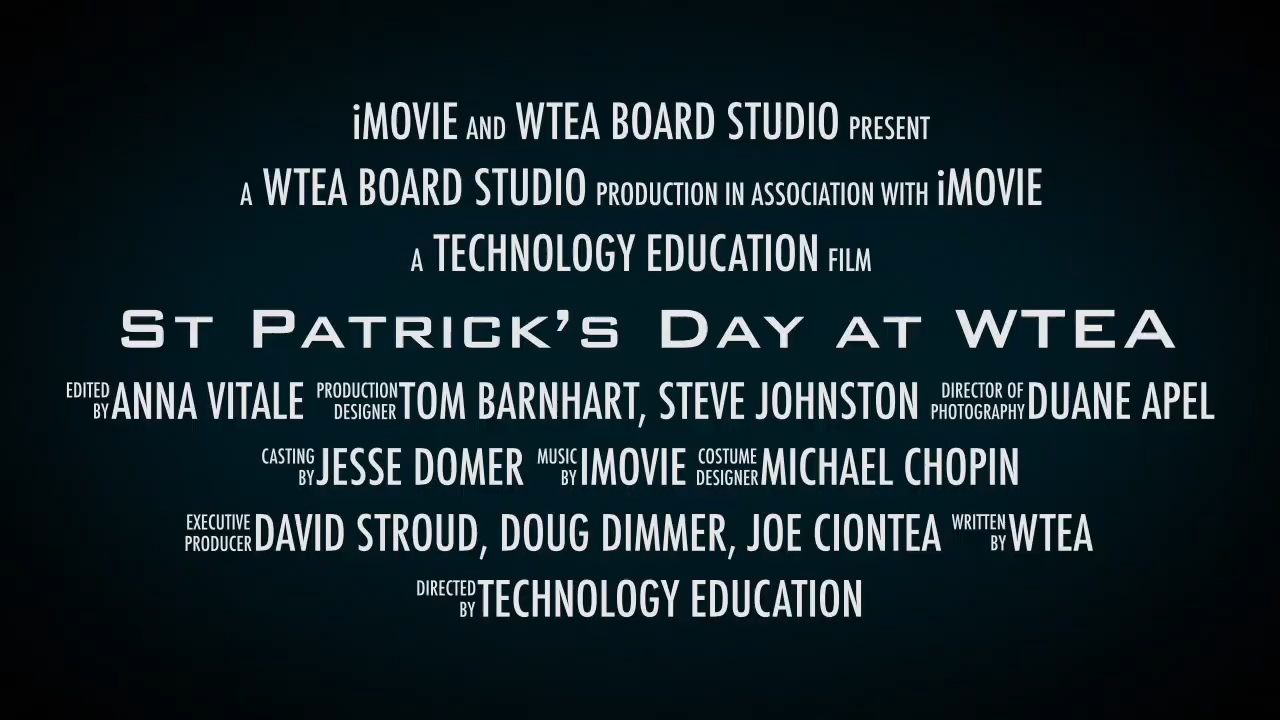 iMOVIE AND WTEA BOARD STUDIO PRESENT
A WTEA BOARD STUDIO PRODUCTION IN ASSOCIATION WITH iMOVIE
A TECHNOLOGY EDUCATION FILM
ST PATRICK'S DAY AT WTEA
EDITED BY ANNA VITALE PRODUCTION DESIGNER TOM BARNHART, STEVE JOHNSTON DIRECTOR OF PHOTOGRAPHY DUANE APEL
CASTING BY JESSE DOMER MUSIC BY IMOVIE COSTUME DESIGNER MICHAEL CHOPIN
EXECUTIVE PRODUCER DAVID STROUD, DOUG DIMMER, JOE CIONTEA WRITTEN BY WTEA
DIRECTED BY TECHNOLOGY EDUCATION